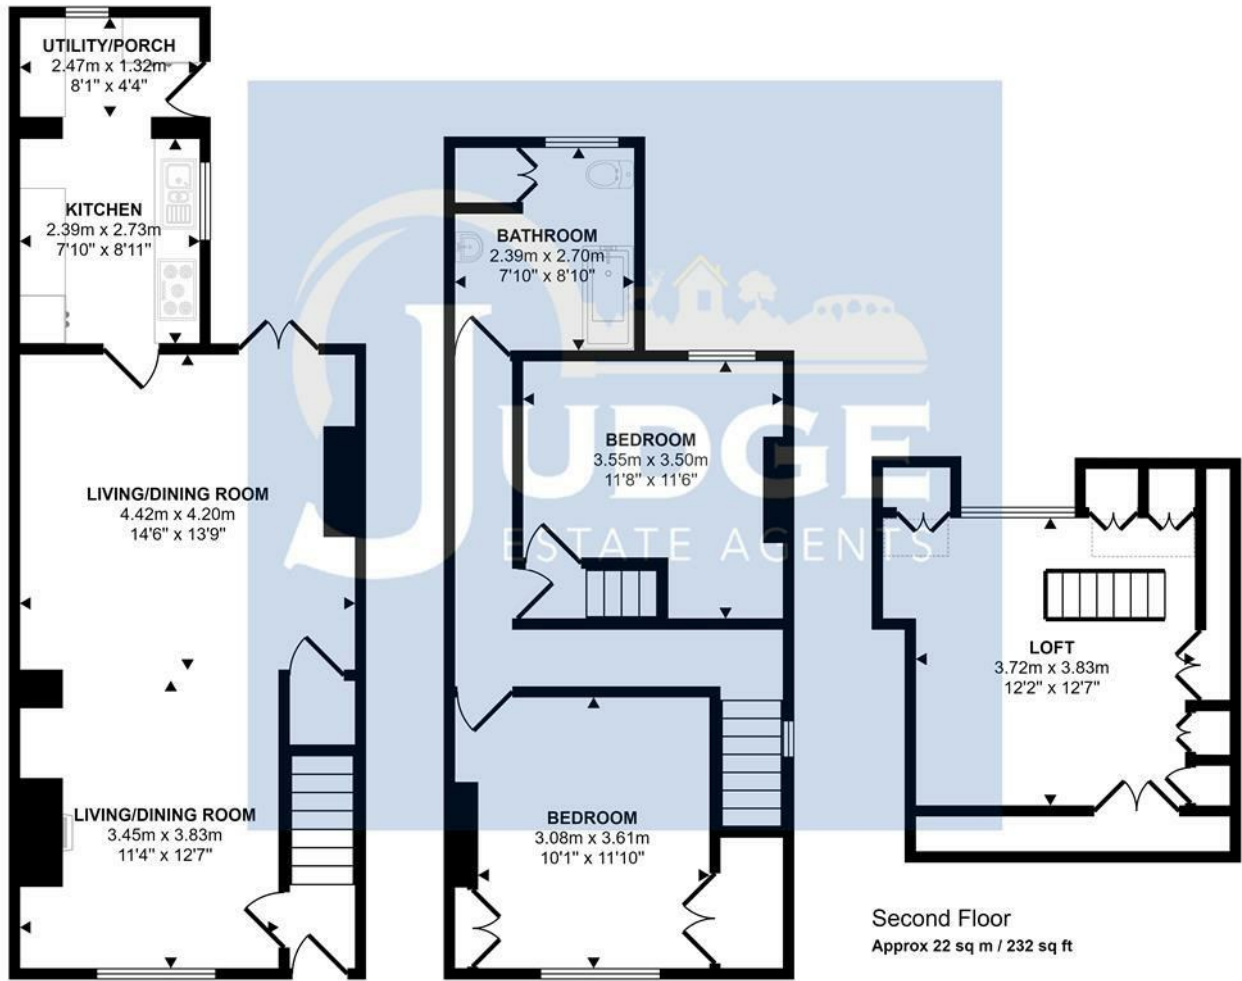 UTILITY/PORCH
2.47m x 1.32m
8'1" x 4'4"
KITCHEN
2.39m x 2.73m
7'10" x 8'11"
LIVING/DINING ROOM
4.42m x 4.20m
14'6" x 13'9"
LIVING/DINING ROOM
3.45m x 3.83m
11'4" x 12'7"
BATHROOM
2.39m x 2.70m
7'10" x 8'10"
BEDROOM
3.55m x 3.50m
11'8" x 11'6"
BEDROOM
3.08m x 3.61m
10'1" x 11'10"
JUDGE
ESTATE AGENTS
LOFT
3.72m x 3.83m
12'2" x 12'7"
Second Floor
Approx 22 sq m / 232 sq ft